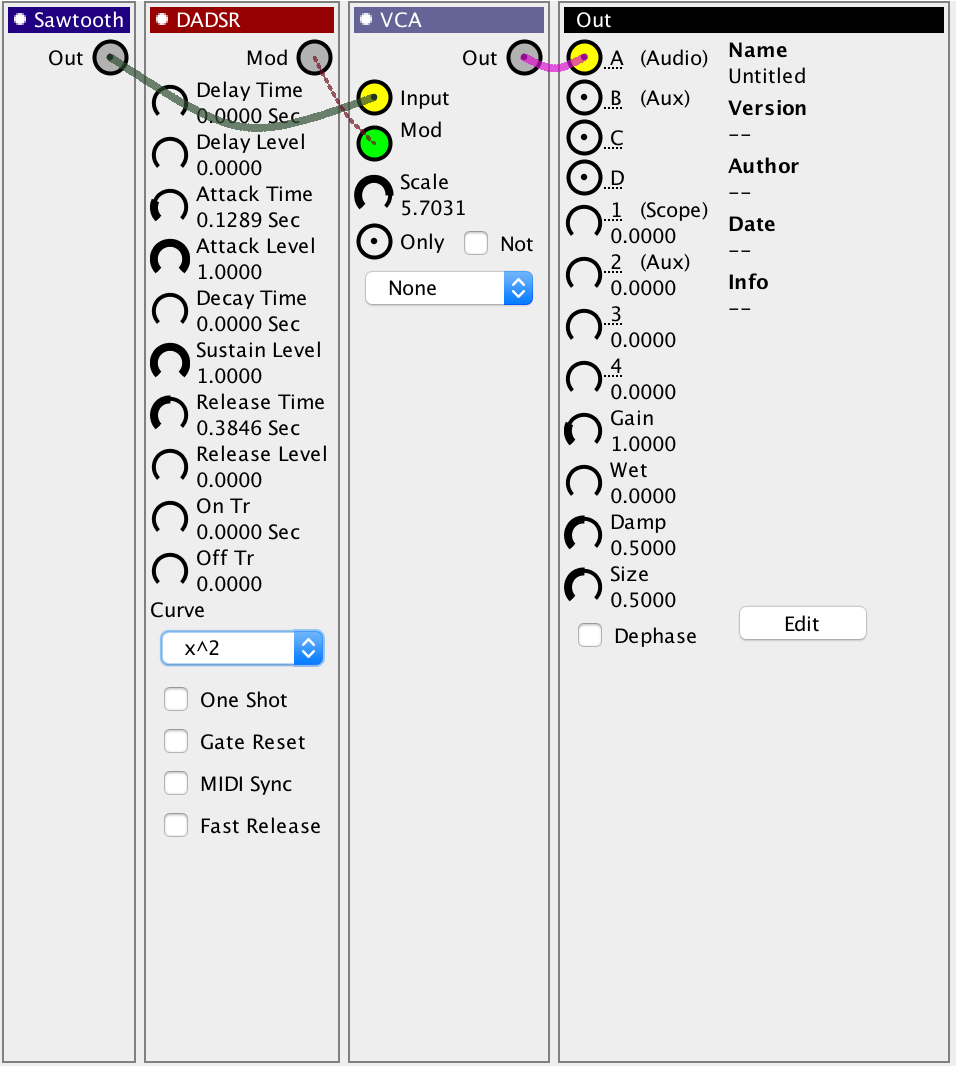 Sawtooth
Out
DADSR
Mod
Delay Time
0.0000 Sec
Delay Level
0.0000
Attack Time
0.1289 Sec
Attack Level
1.0000
Decay Time
0.0000 Sec
Sustain Level
1.0000
Release Time
0.3846 Sec
Release Level
0.0000
On Tr
0.0000 Sec
Off Tr
0.0000
Curve
x^2
One Shot
Gate Reset
MIDI Sync
Fast Release
VCA
Out
Input
Mod
Scale
5.7031
Only Not
None
Out
A (Audio)
B (Aux)
C
D
1 (Scope)
0.0000
2 (Aux)
0.0000
3
0.0000
4
0.0000
Gain
1.0000
Wet
0.0000
Damp
0.5000
Size
0.5000
Dephase
Name
Untitled
Version
--
Author
--
Date
--
Info
--
Edit